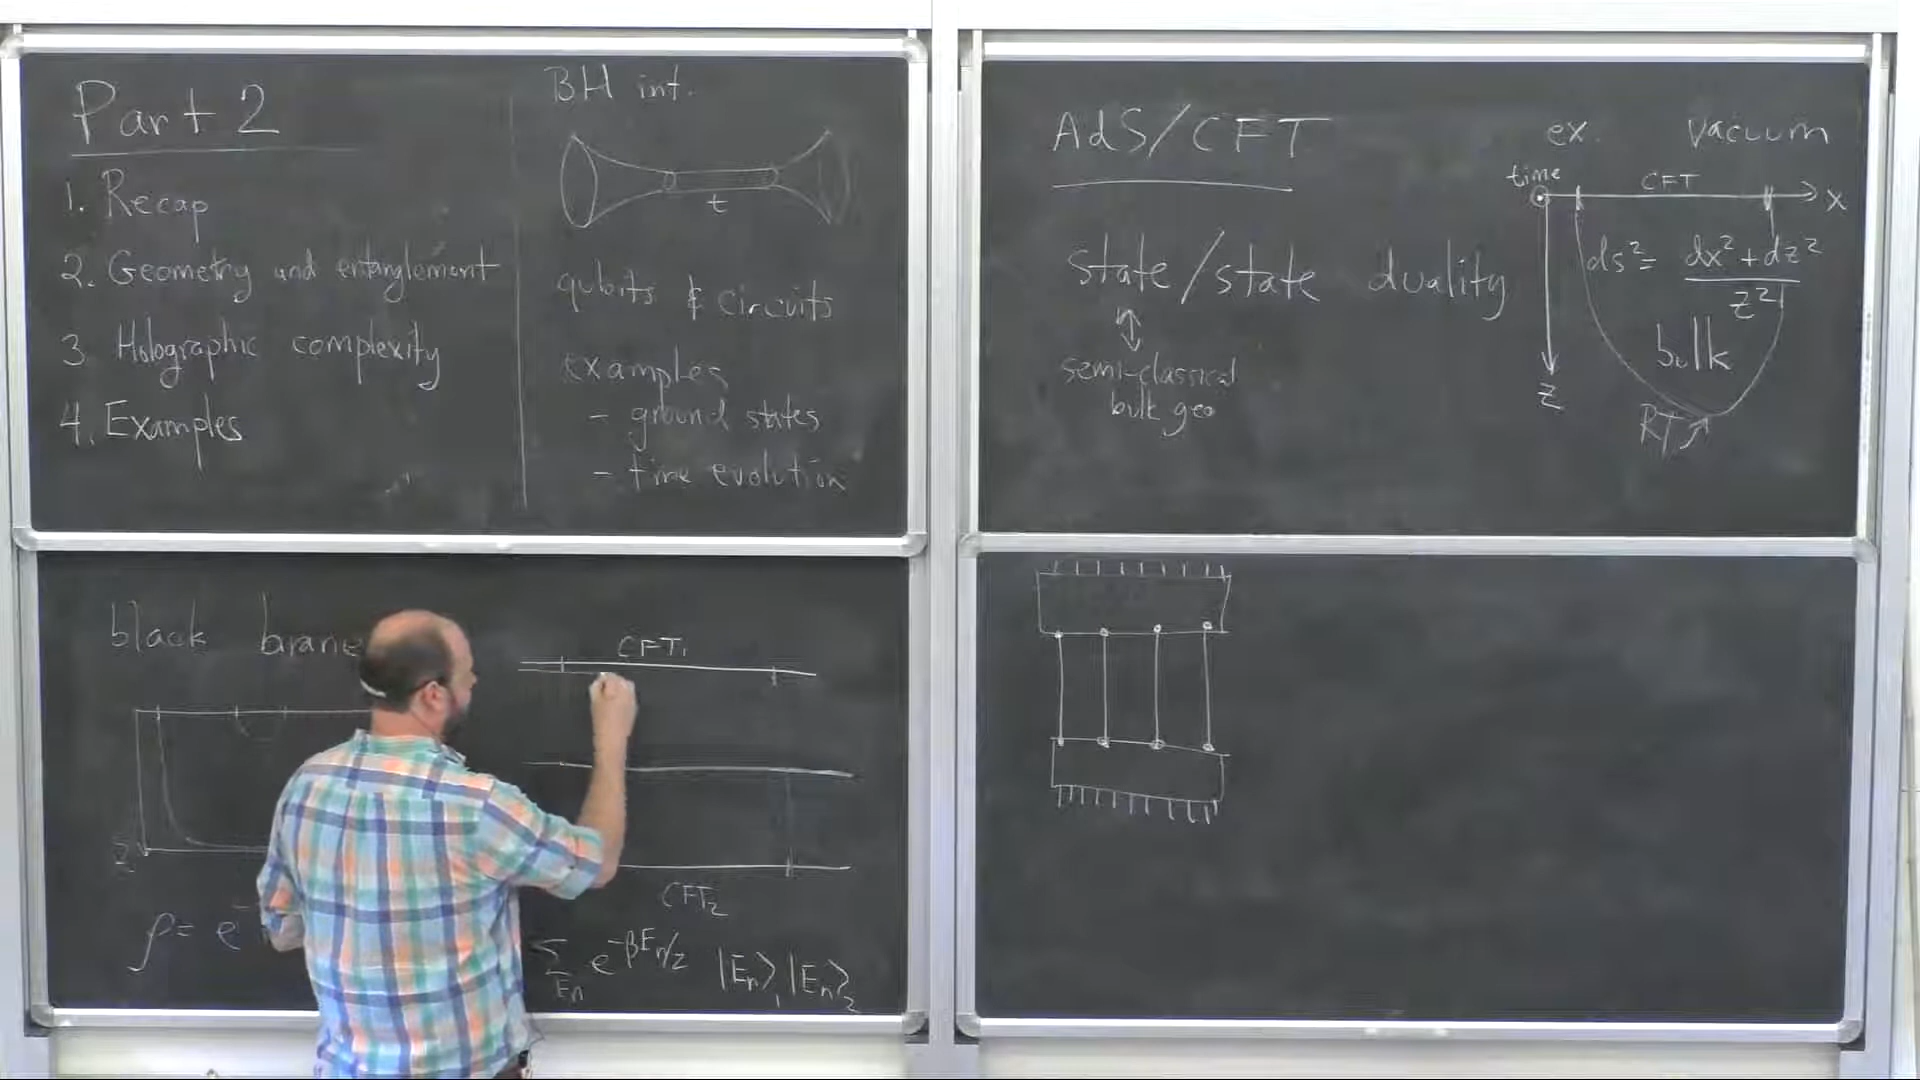 Part 2
1. Recap
2. Geometry and entanglement
3 Holographic complexity
4. Examples
BH int.
t
qubits & circuits
examples
- ground states
- time evolution
AdS/CFT
state/state duality
semi-classical
bulk geo
ex. vacuum
time
CFT
x
ds² = dx² + dz² / z²
bulk
z
RT
black brane
z
ρ = e⁻
CFT₁
CFT₂
Σ e^{-βEn/2} |En⟩₁ |En⟩₂
En